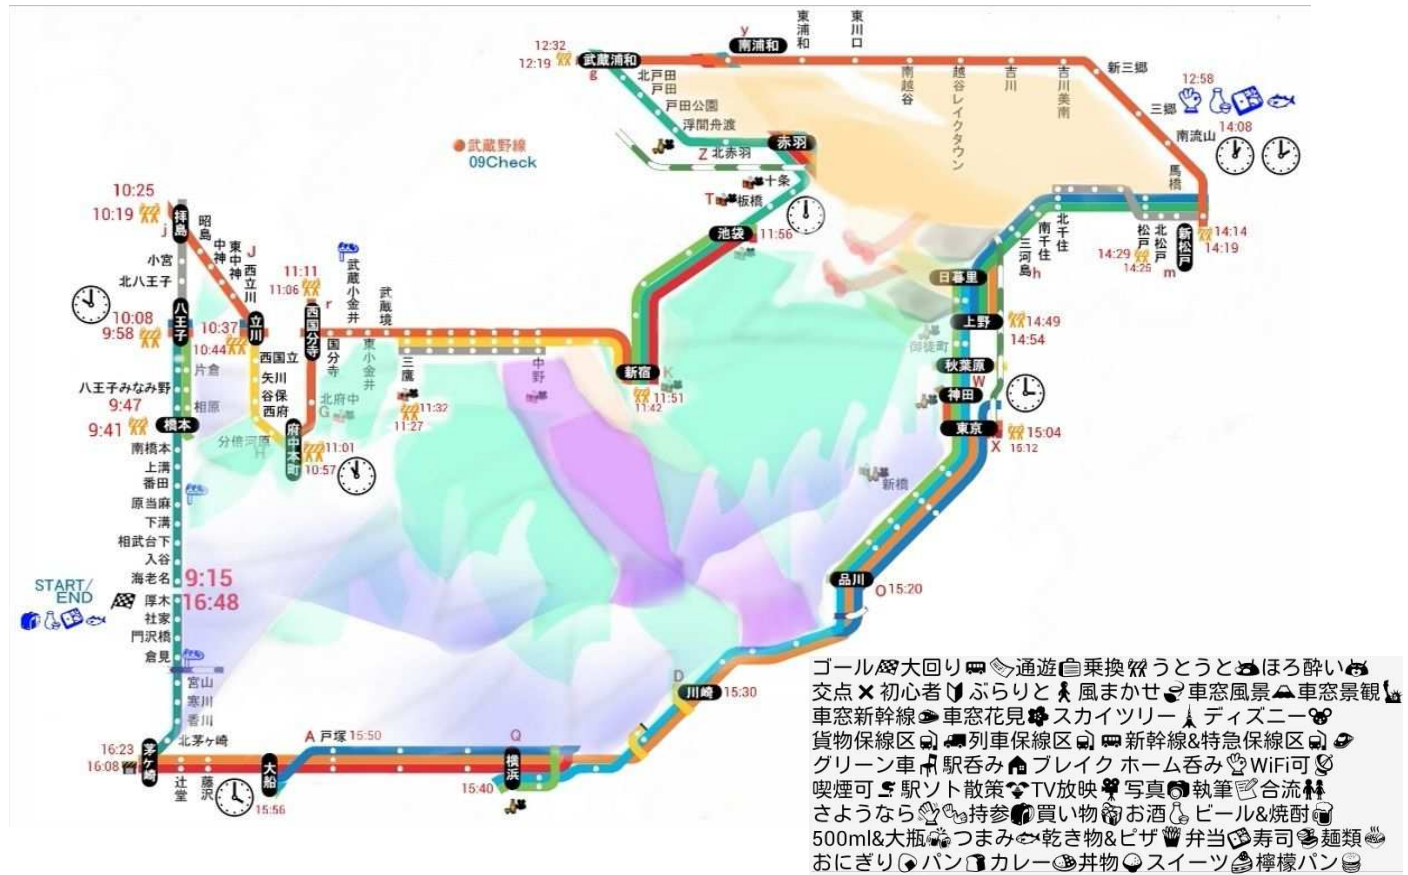 12:32
12:19
武蔵浦和
g
y
南浦和
東浦和
東川口
南越谷
越谷レイクタウン
吉川
吉川美南
新三郷
三郷
12:58
14:08
南流山
馬橋
北戸田
戸田
戸田公園
浮間舟渡
Z 北赤羽
赤羽
十条
T
板橋
池袋
11:56
武蔵野線
09Check
10:25
10:19
拝島
j
昭島
中神
東中神
J
西立川
小宮
北八王子
10:08
9:58
八王子
10:37
10:44
立川
11:11
11:06
r
西国分寺
国分寺
武蔵小金井
東小金井
武蔵境
三鷹
11:32
11:27
中野
新宿
K
11:51
11:42
片倉
八王子みなみ野
相原
9:47
9:41
橋本
西国立
矢川
谷保
西府
分倍河原
H
北府中
G
府中本町
11:01
10:57
南橋本
上溝
番田
原当麻
下溝
相武台下
入谷
海老名
9:15
START/
END
厚木
16:48
社家
門沢橋
倉見
宮山
寒川
香川
北茅ヶ崎
16:23
16:08
茅ヶ崎
辻堂
藤沢
大船
15:56
A 戸塚 15:50
Q
横浜
15:40
D
川崎 15:30
品川
O 15:20
新橋
東京
X
15:04
15:12
神田
W
秋葉原
御徒町
上野
14:49
14:54
日暮里
h
三河島
南千住
北千住
松戸
14:29
14:25
北松戸
m
新松戸
14:14
14:19
ゴール 大回り 通遊 乗換 うとうと ほろ酔い
交点 初心者 ぶらりと 風まかせ 車窓風景 車窓景観
車窓新幹線 車窓花見 スカイツリー ディズニー
貨物保線区 列車保線区 新幹線&特急保線区
グリーン車 駅呑み ブレイク ホーム呑み WiFi可
喫煙可 駅ソト散策 TV放映 写真 執筆 合流
さようなら 持参 買い物 お酒 ビール&焼酎
500ml&大瓶 つまみ 乾き物&ピザ 弁当 寿司 麺類
おにぎり パン カレー 丼物 スイーツ 檸檬パン